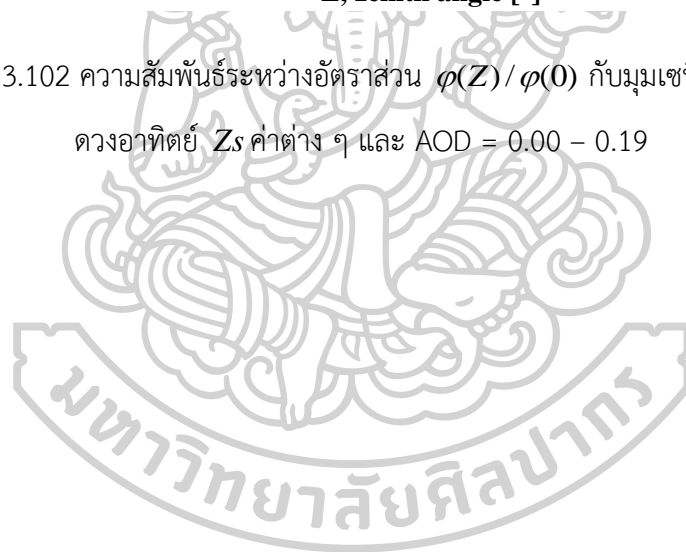 3.102 ความสัมพันธ์ระหว่างอัตราส่วน φ(Z)/φ(0) กับมุมเซ
ดวงอาทิตย์ Zs ค่าต่าง ๆ และ AOD = 0.00 – 0.19
มหาวิทยาลัยศิลปากร